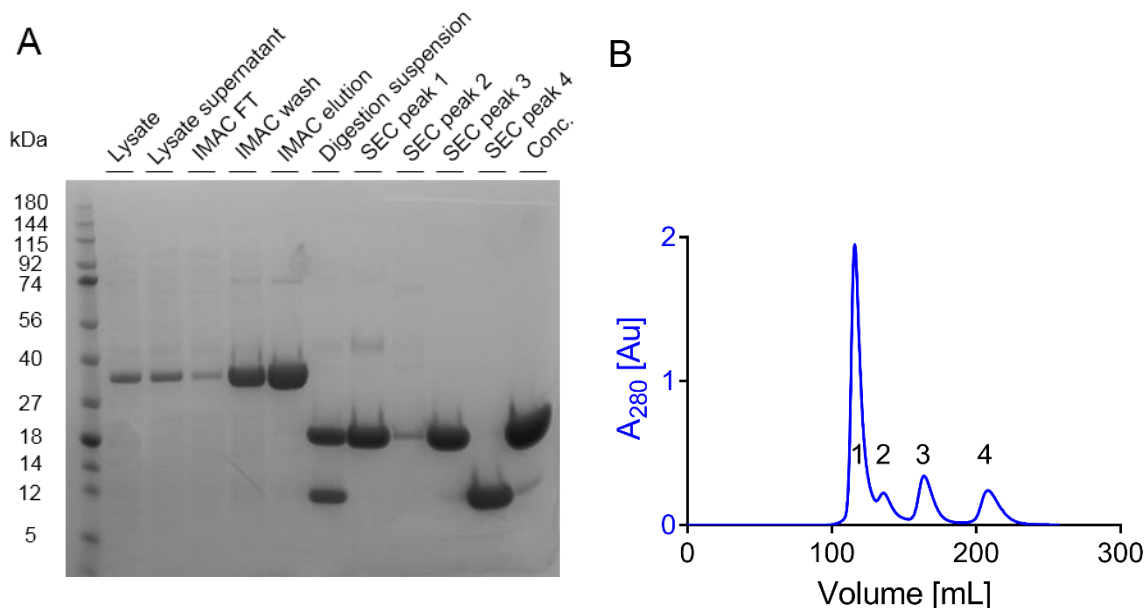 A
kDa
Lysate
Lysate supernatant
IMAC FT
IMAC wash
IMAC elution
Digestion suspension
SEC peak 1
SEC peak 2
SEC peak 3
SEC peak 4
Conc.
180
144
115
92
74
56
40
27
18
14
12
5
B
A280 [Au]
2
1
0
1 2 3 4
0 100 200 300
Volume [mL]